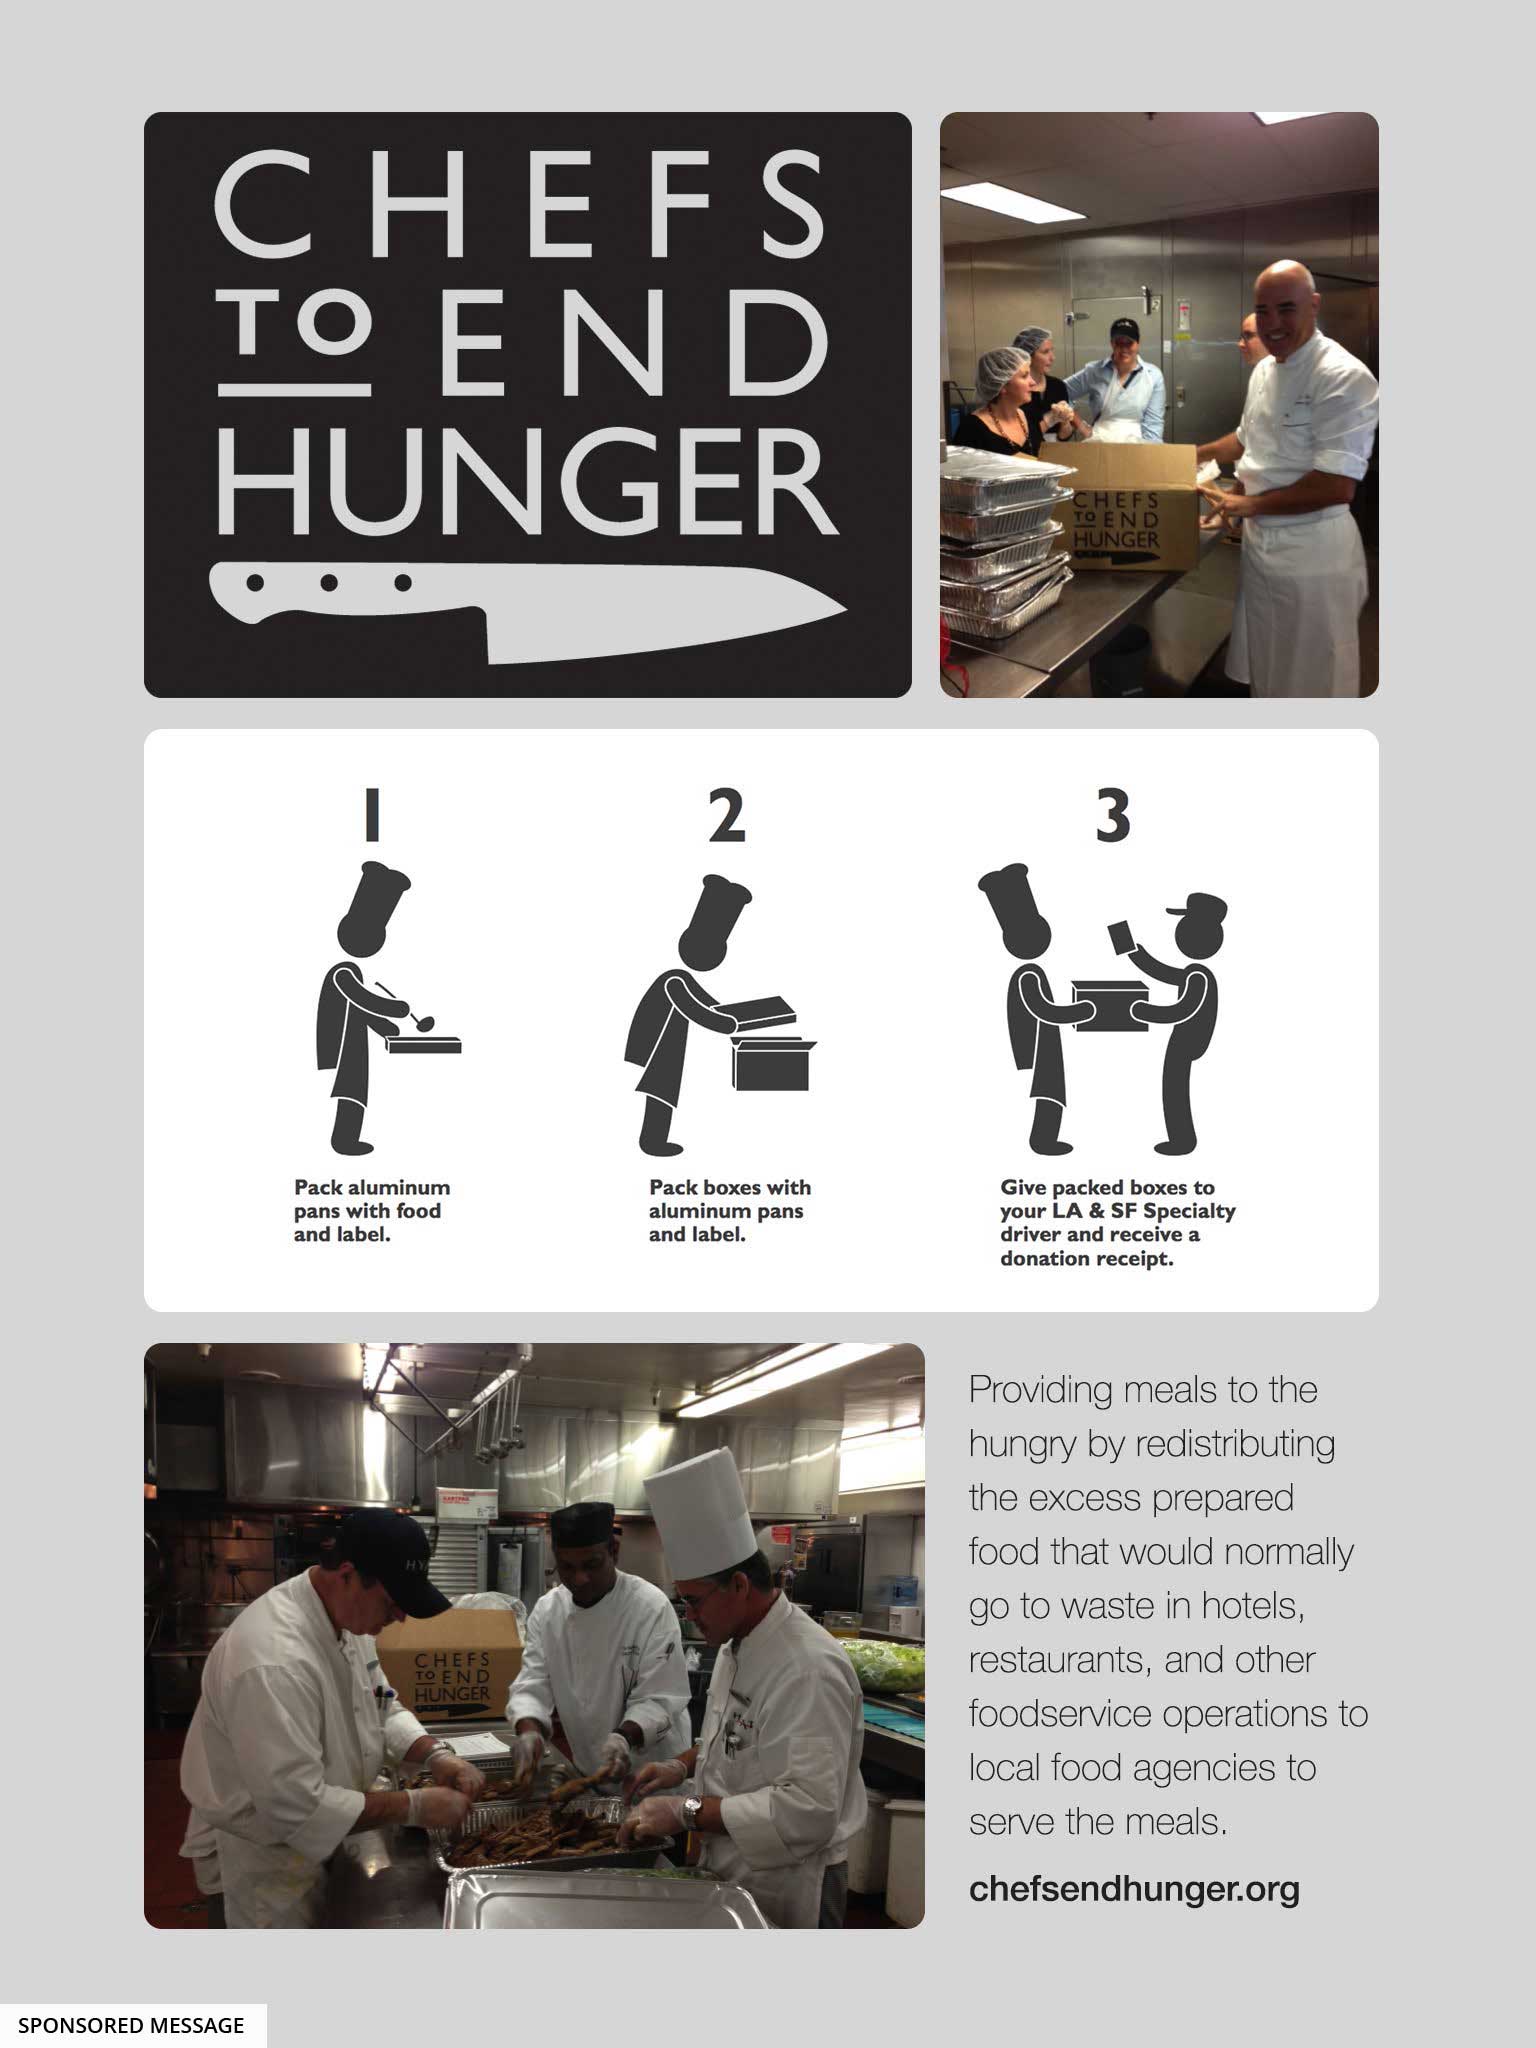 CHEFS
TO END
HUNGER
CHEFS
TO END
HUNGER
1
2
3
Pack aluminum
pans with food
and label.
Pack boxes with
aluminum pans
and label.
Give packed boxes to
your LA & SF Specialty
driver and receive a
donation receipt.
CHEFS
TO END
HUNGER
Providing meals to the
hungry by redistributing
the excess prepared
food that would normally
go to waste in hotels,
restaurants, and other
foodservice operations to
local food agencies to
serve the meals.
chefsendhunger.org
SPONSORED MESSAGE